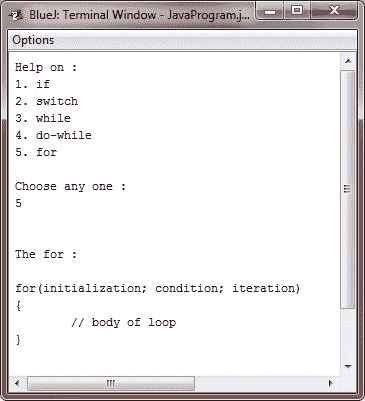 BlueJ: Terminal Window - JavaProgram.j...
Options
Help on :
1. if
2. switch
3. while
4. do-while
5. for
Choose any one :
5
The for :
for(initialization; condition; iteration)
{
// body of loop
}